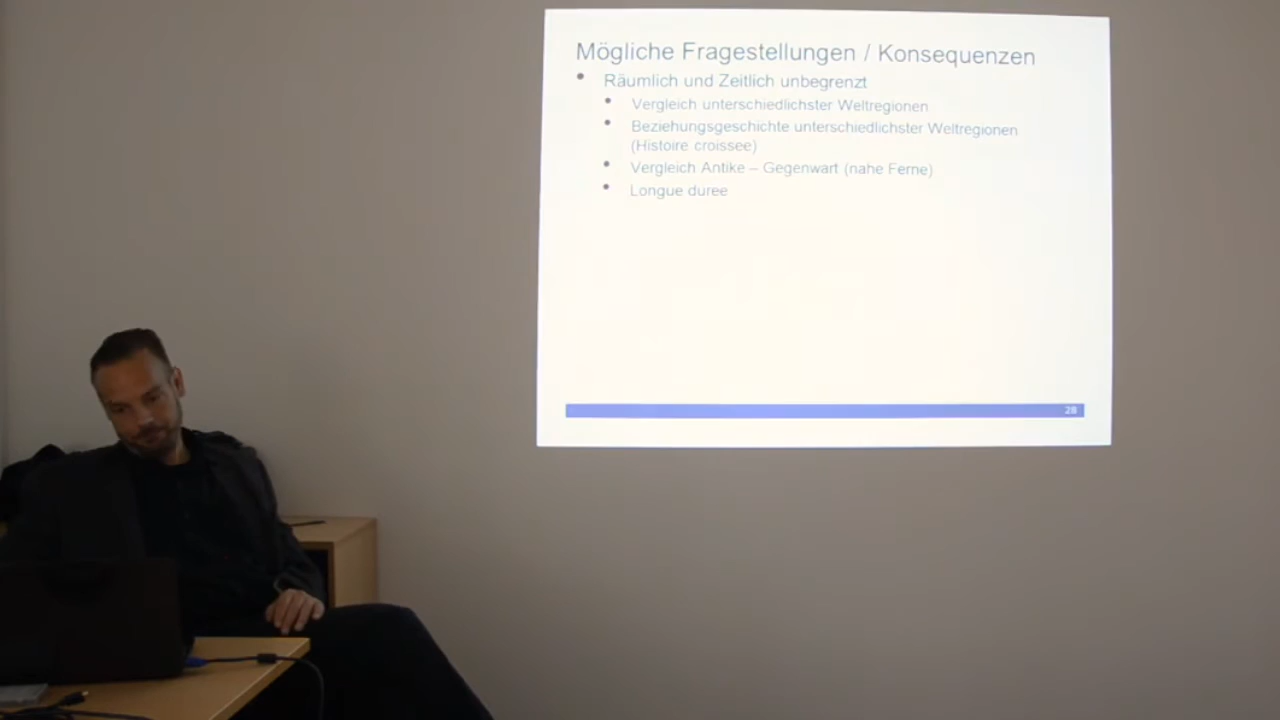 Mögliche Fragestellungen / Konsequenzen
• Räumlich und Zeitlich unbegrenzt
• Vergleich unterschiedlichster Weltregionen
• Beziehungsgeschichte unterschiedlichster Weltregionen
(Histoire croissee)
• Vergleich Antike – Gegenwart (nahe Ferne)
• Longue duree
28